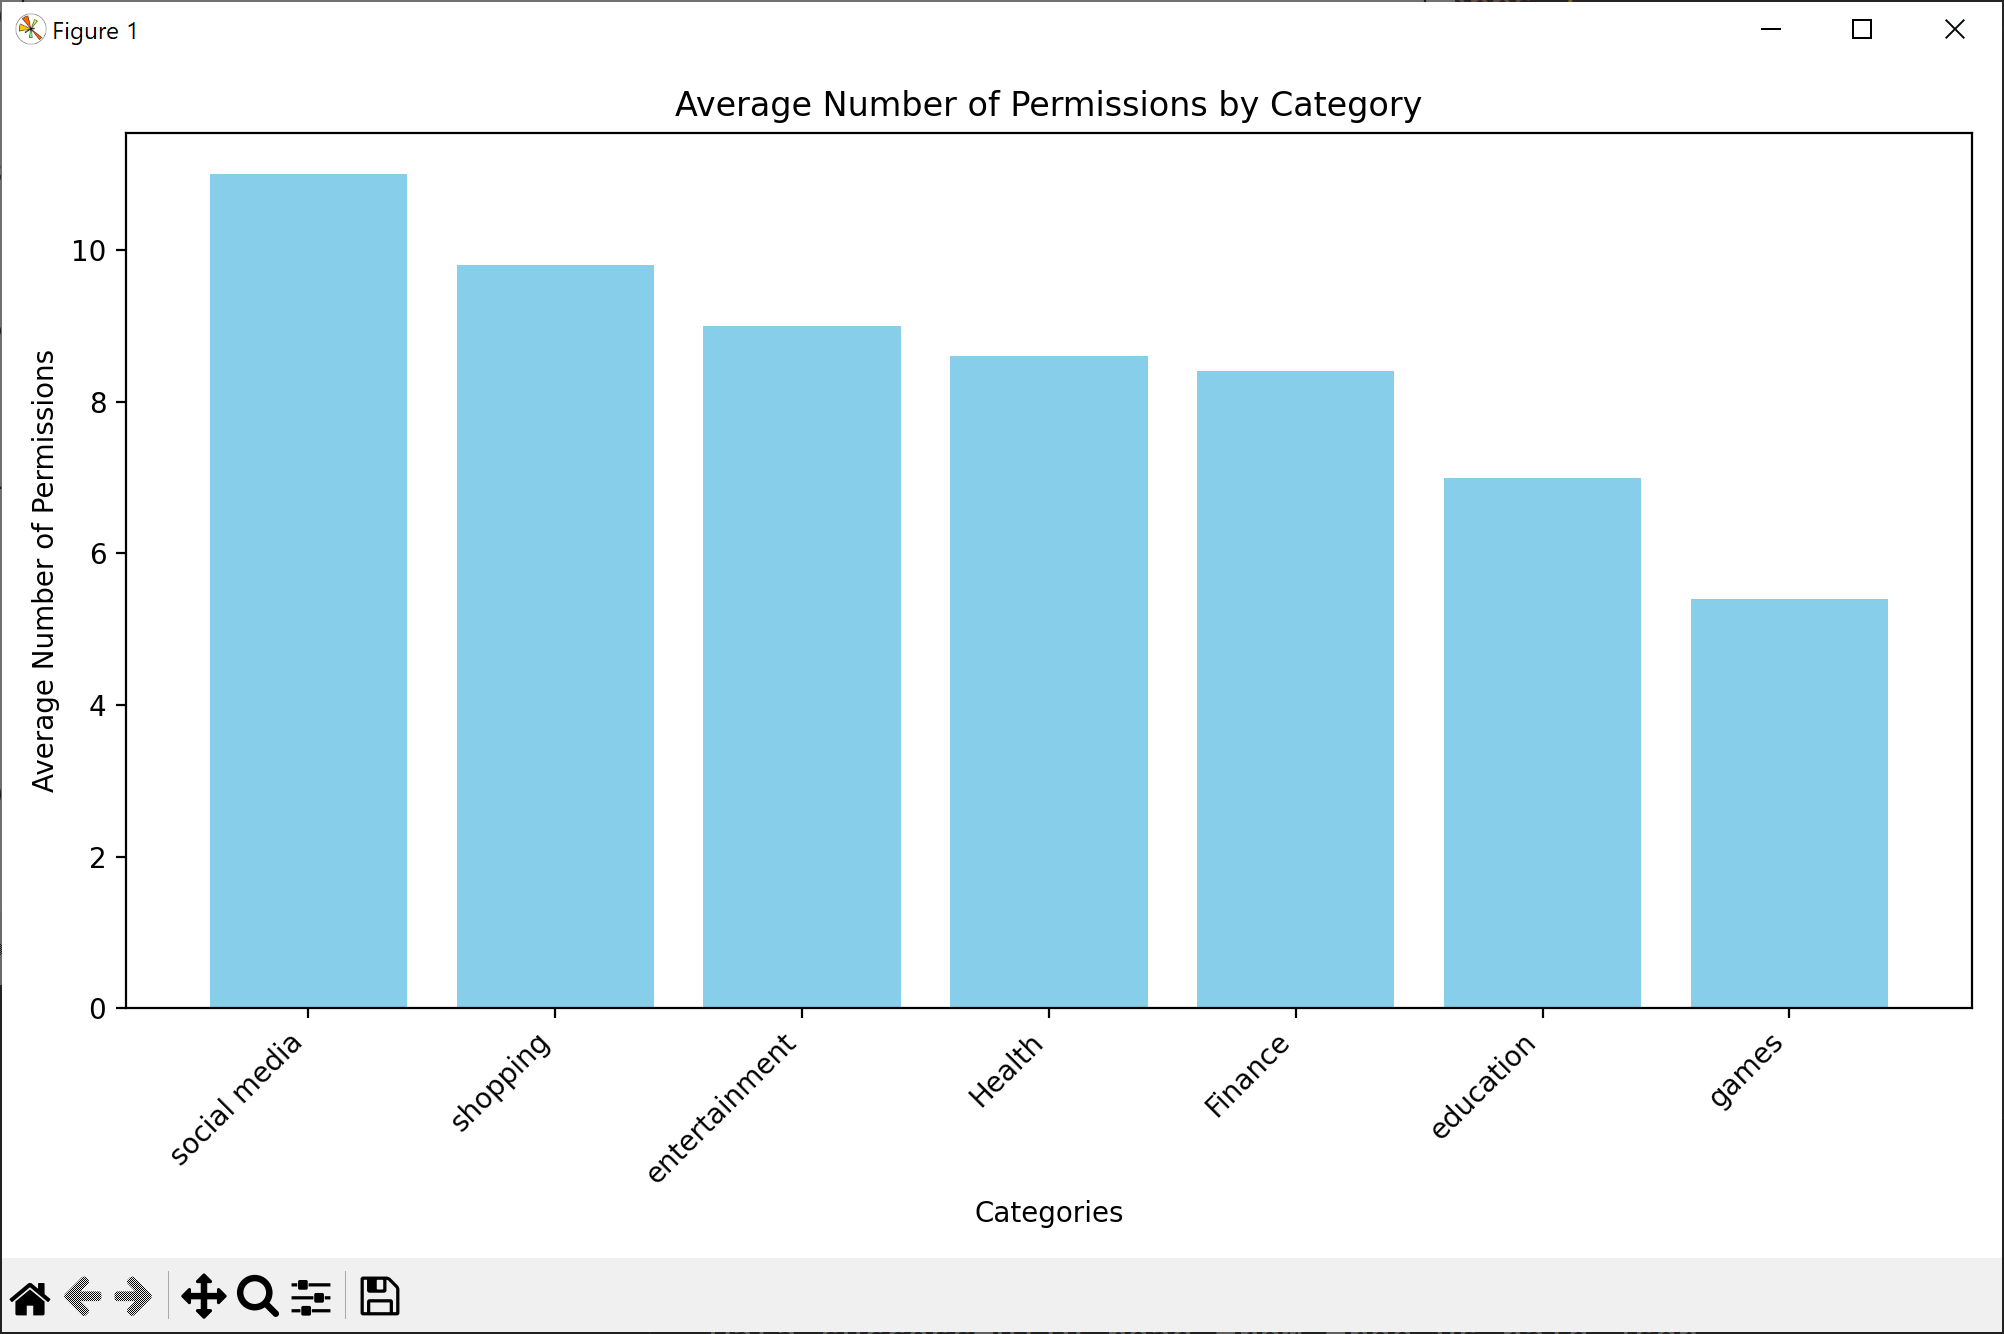 Figure 1
Average Number of Permissions by Category
Average Number of Permissions
10
8
6
4
2
0
social media
shopping
entertainment
Health
Finance
education
games
Categories